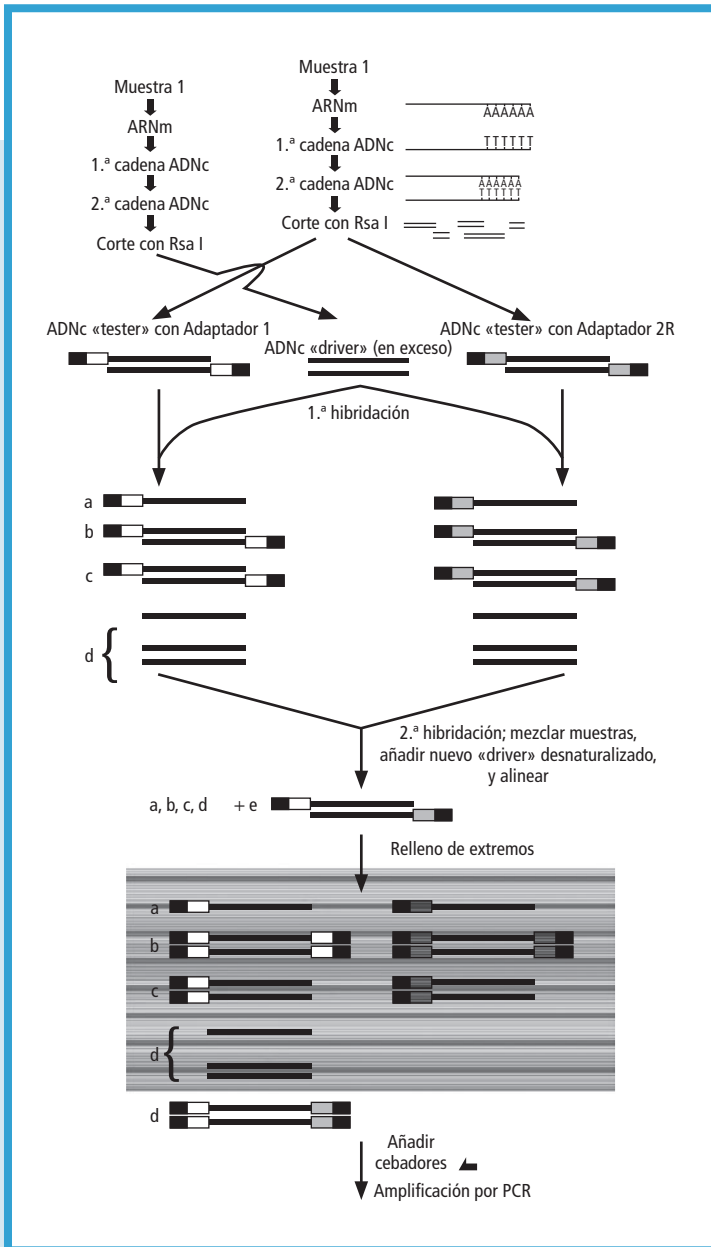 Muestra 1
ARNm
1.ª cadena ADNc
2.ª cadena ADNc
Corte con Rsa I
Muestra 1
ARNm
AAAAAA
1.ª cadena ADNc
TTTTTT
2.ª cadena ADNc
AAAAAA
TTTTTT
Corte con Rsa I
ADNc «tester» con Adaptador 1
ADNc «driver» (en exceso)
ADNc «tester» con Adaptador 2R
1.ª hibridación
a
b
c
d {
2.ª hibridación; mezclar muestras,
añadir nuevo «driver» desnaturalizado,
y alinear
a, b, c, d + e
Relleno de extremos
a
b
c
d {
d
Añadir
cebadores
Amplificación por PCR